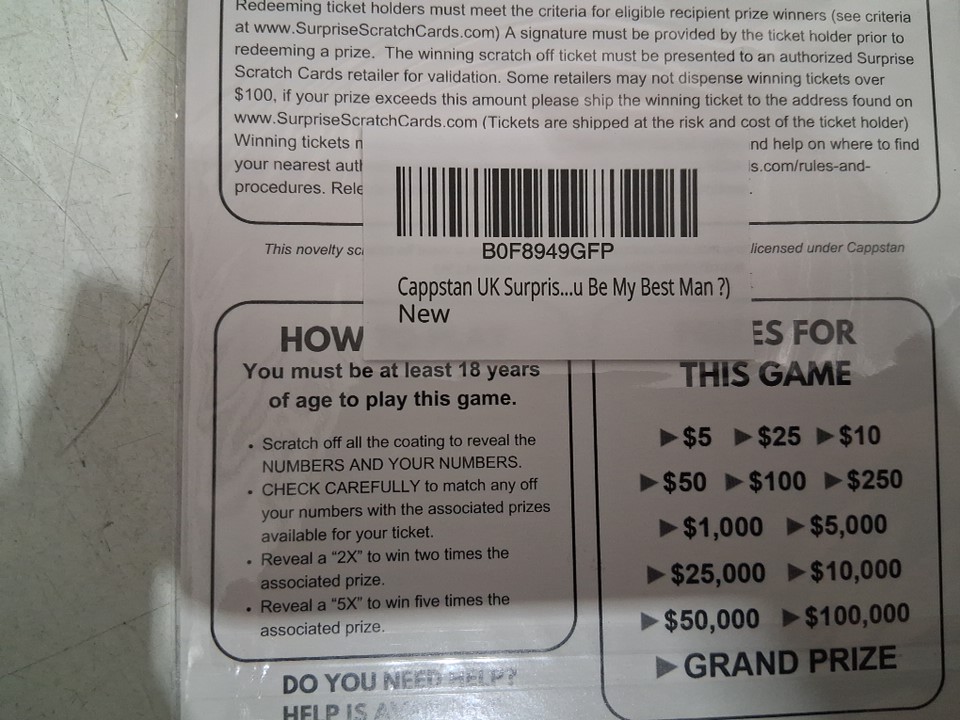 Redeeming ticket holders must meet the criteria for eligible recipient prize winners (see criteria
at www.SurpriseScratchCards.com) A signature must be provided by the ticket holder prior to
redeeming a prize. The winning scratch off ticket must be presented to an authorized Surprise
Scratch Cards retailer for validation. Some retailers may not dispense winning tickets over
$100, if your prize exceeds this amount please ship the winning ticket to the address found on
www.SurpriseScratchCards.com (Tickets are shipped at the risk and cost of the ticket holder)
Winning tickets nd help on where to find
your nearest s.com/rules-and-
procedures.
B0F8949GFP
Cappstan UK Surpris...u Be My Best Man ?)
New
This novelty licensed under Cappstan
HOW
You must be at least 18 years
of age to play this game.
• Scratch off all the coating to reveal the
NUMBERS AND YOUR NUMBERS.
• CHECK CAREFULLY to match any off
your numbers with the associated prizes
available for your ticket.
• Reveal a “2X” to win two times the
associated prize.
• Reveal a “5X” to win five times the
associated prize.
DO YOU NEED HELP?
HELP IS
ES FOR
THIS GAME
▶$5 ▶$25 ▶$10
▶$50 ▶$100 ▶$250
▶$1,000 ▶$5,000
▶$25,000 ▶$10,000
▶$50,000 ▶$100,000
▶GRAND PRIZE